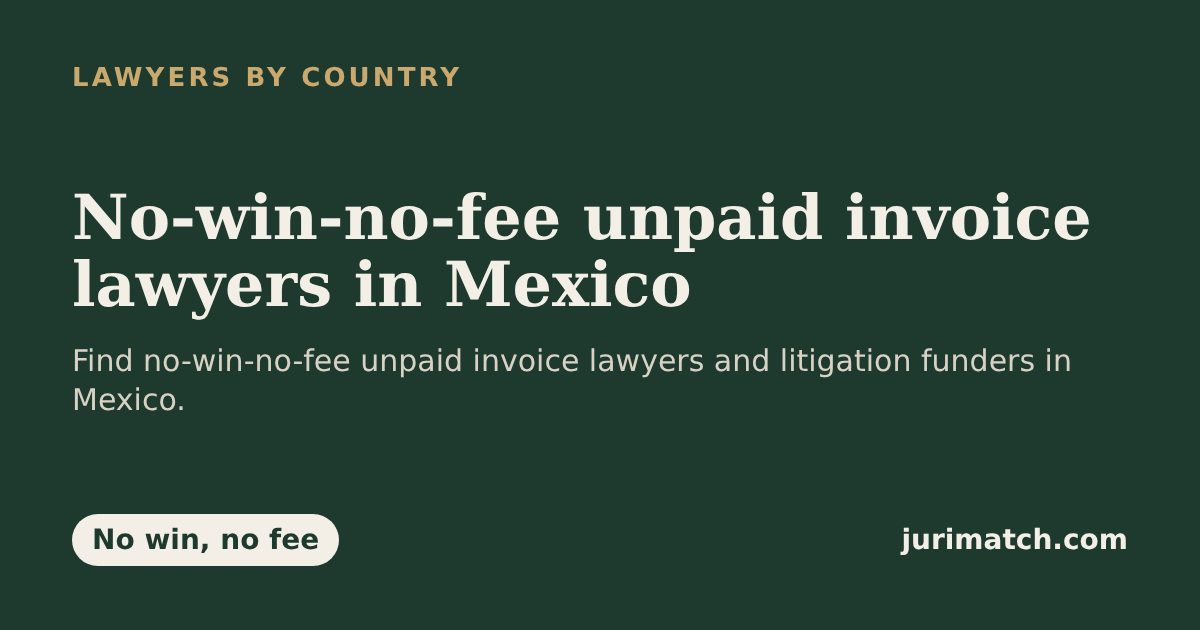 LAWYERS BY COUNTRY
No-win-no-fee unpaid invoice
lawyers in Mexico
Find no-win-no-fee unpaid invoice lawyers and litigation funders in
Mexico.
No win, no fee
jurimatch.com